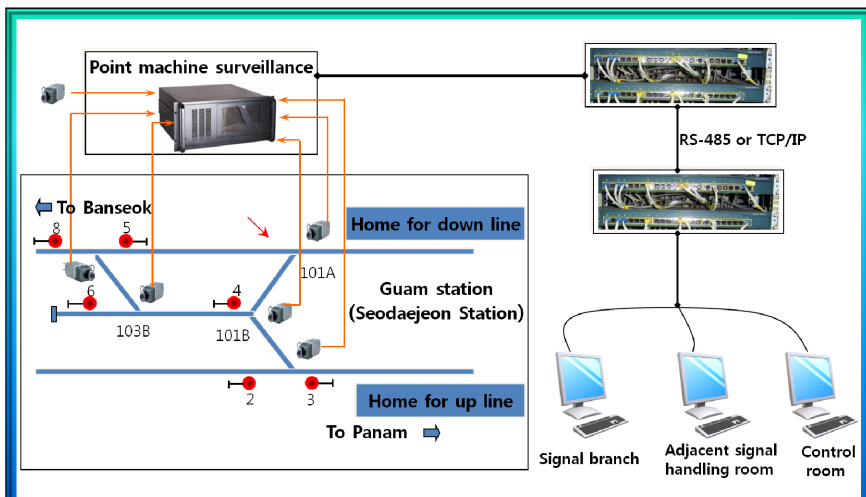 Point machine surveillance
RS-485 or TCP/IP
To Banseok
8
5
Home for down line
101A
6
4
Guam station
(Seodaejeon Station)
103B
101B
2
3
Home for up line
To Panam
Signal branch
Adjacent signal
handling room
Control
room